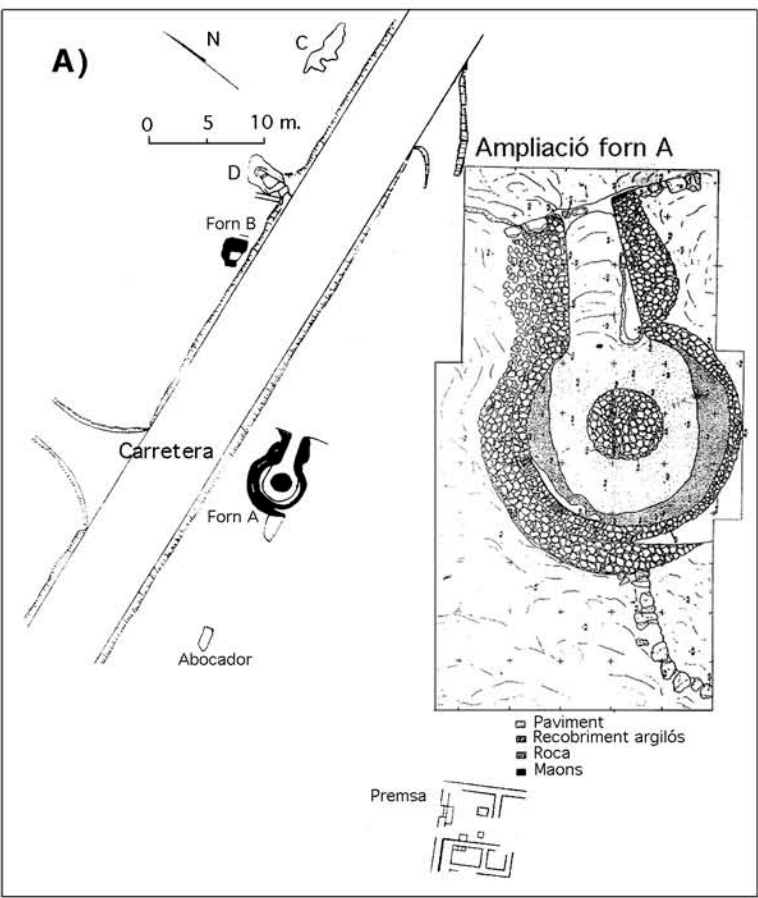 A)
N
C
0 5 10 m.
D
Forn B
Ampliació forn A
Carretera
Forn A
Abocador
Paviment
Recobriment argilós
Roca
Maons
Premsa